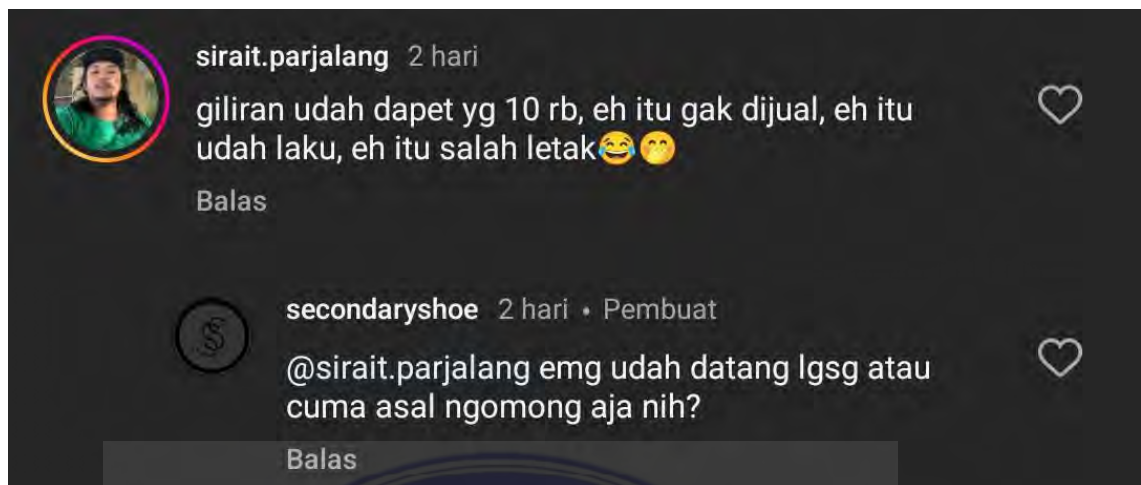 sirait.parjalang 2 hari
giliran udah dapet yg 10 rb, eh itu gak dijual, eh itu
udah laku, eh itu salah letak😂🤭
Balas
secondaryshoe 2 hari • Pembuat
@sirait.parjalang emg udah datang lgsg atau
cuma asal ngomong aja nih?
Balas